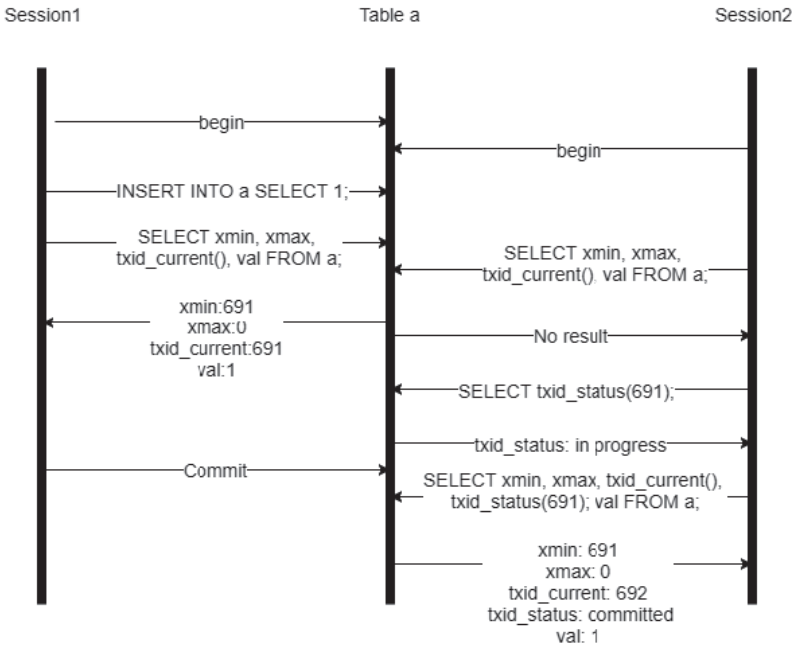 Session1
Table a
Session2
begin
begin
INSERT INTO a SELECT 1;
SELECT xmin, xmax,
txid_current(), val FROM a;
SELECT xmin, xmax,
txid_current(), val FROM a;
xmin:691
xmax:0
txid_current:691
val:1
No result
SELECT txid_status(691);
txid_status: in progress
Commit
SELECT xmin, xmax, txid_current(),
txid_status(691); val FROM a;
xmin: 691
xmax: 0
txid_current: 692
txid_status: committed
val: 1